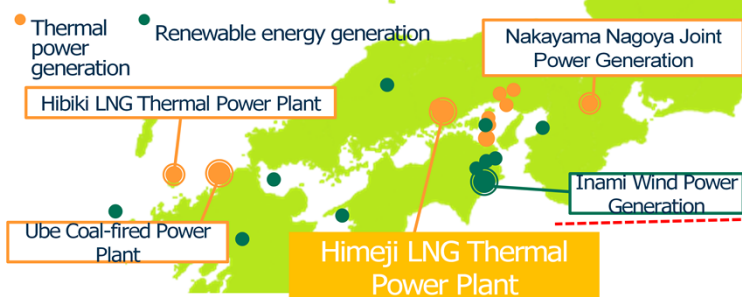 Thermal
power
generation
Renewable energy generation
Nakayama Nagoya Joint
Power Generation
Hibiki LNG Thermal Power Plant
Inami Wind Power
Generation
Ube Coal-fired Power
Plant
Himeji LNG Thermal
Power Plant